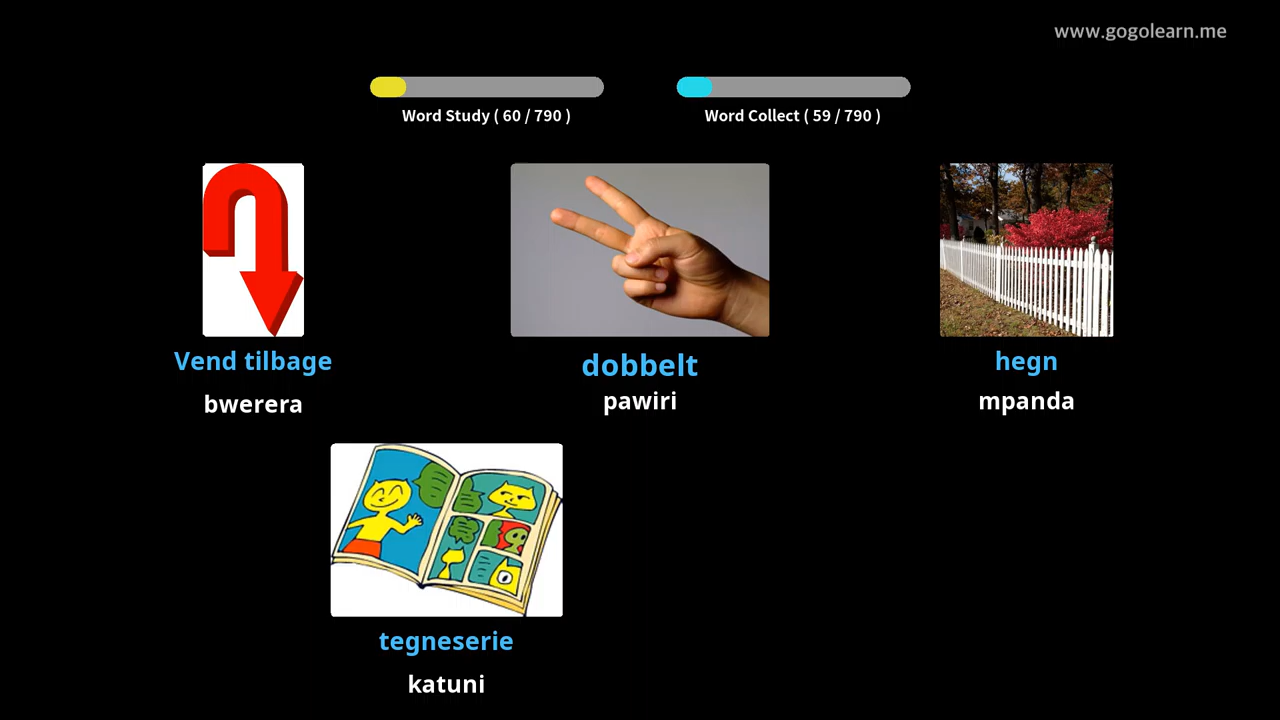 www.gogolearn.me
Word Study ( 60 / 790 )
Word Collect ( 59 / 790 )
Vend tilbage
bwerera
dobbelt
pawiri
hegn
mpanda
tegneserie
katuni